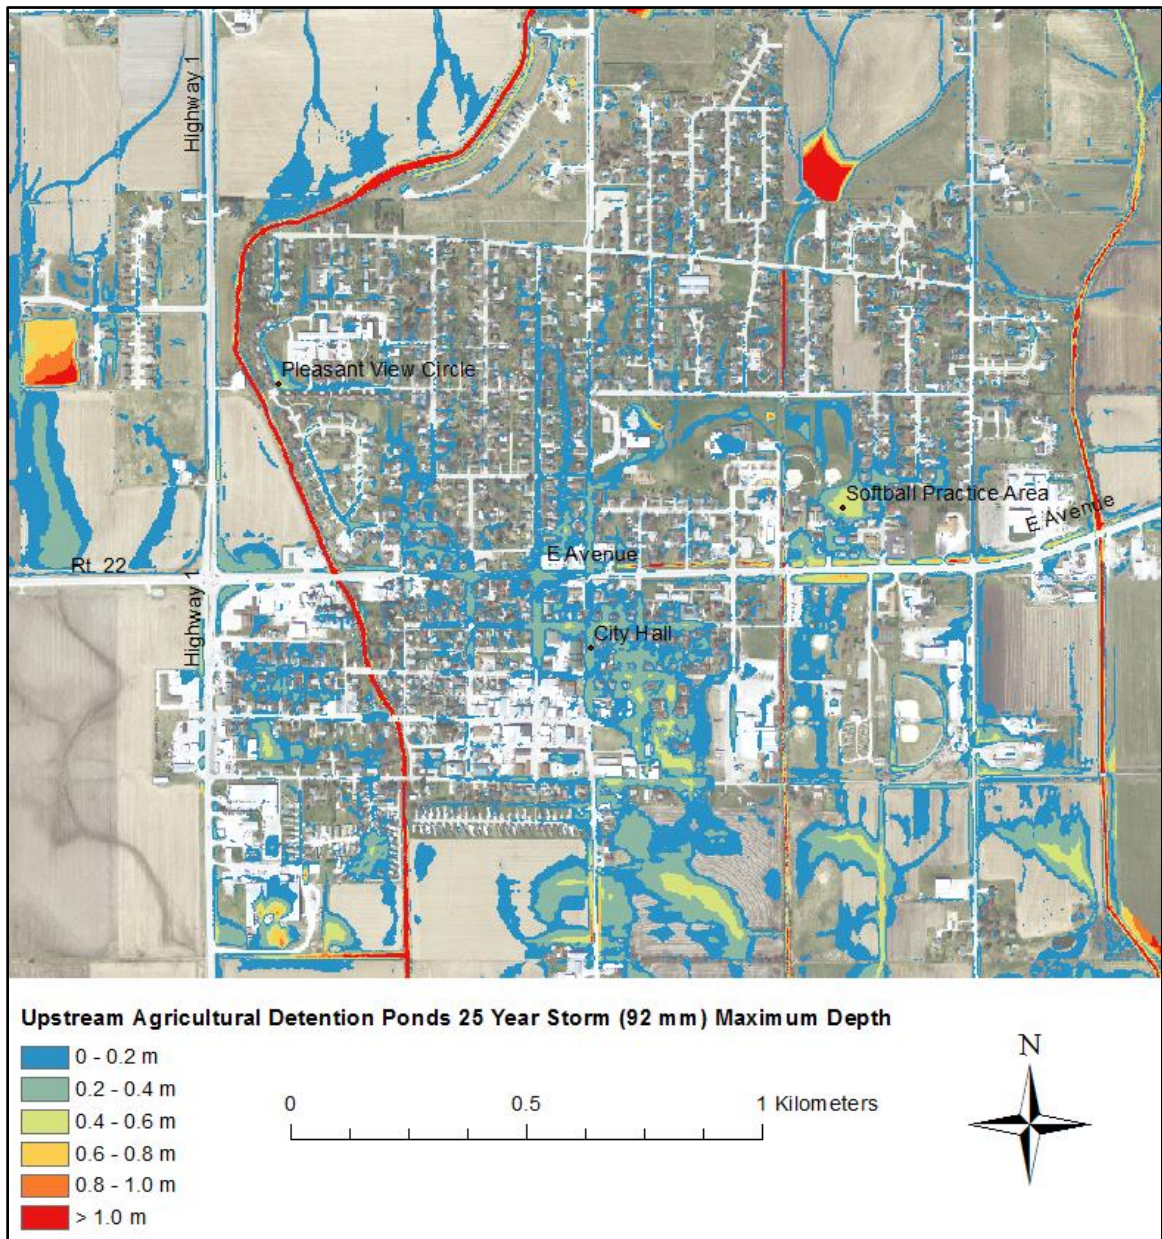 Highway 1
Pleasant View Circle
Softball Practice Area
E Avenue
E Avenue
Rt. 22
Highway 1
City Hall
Upstream Agricultural Detention Ponds 25 Year Storm (92 mm) Maximum Depth
0 - 0.2 m
0.2 - 0.4 m
0.4 - 0.6 m
0.6 - 0.8 m
0.8 - 1.0 m
> 1.0 m
0 0.5 1 Kilometers
N